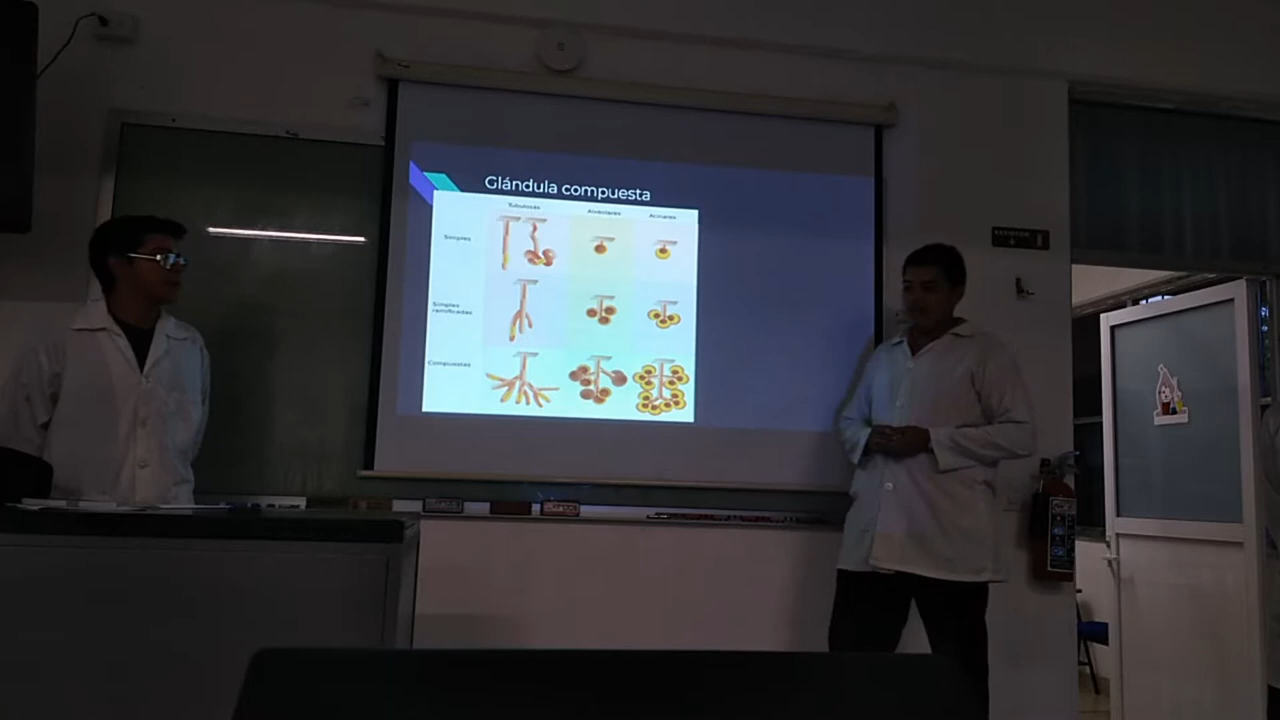 Glándula compuesta
Tubulosas Alveolares Acinares
Simples
Simples
ramificadas
Compuestas